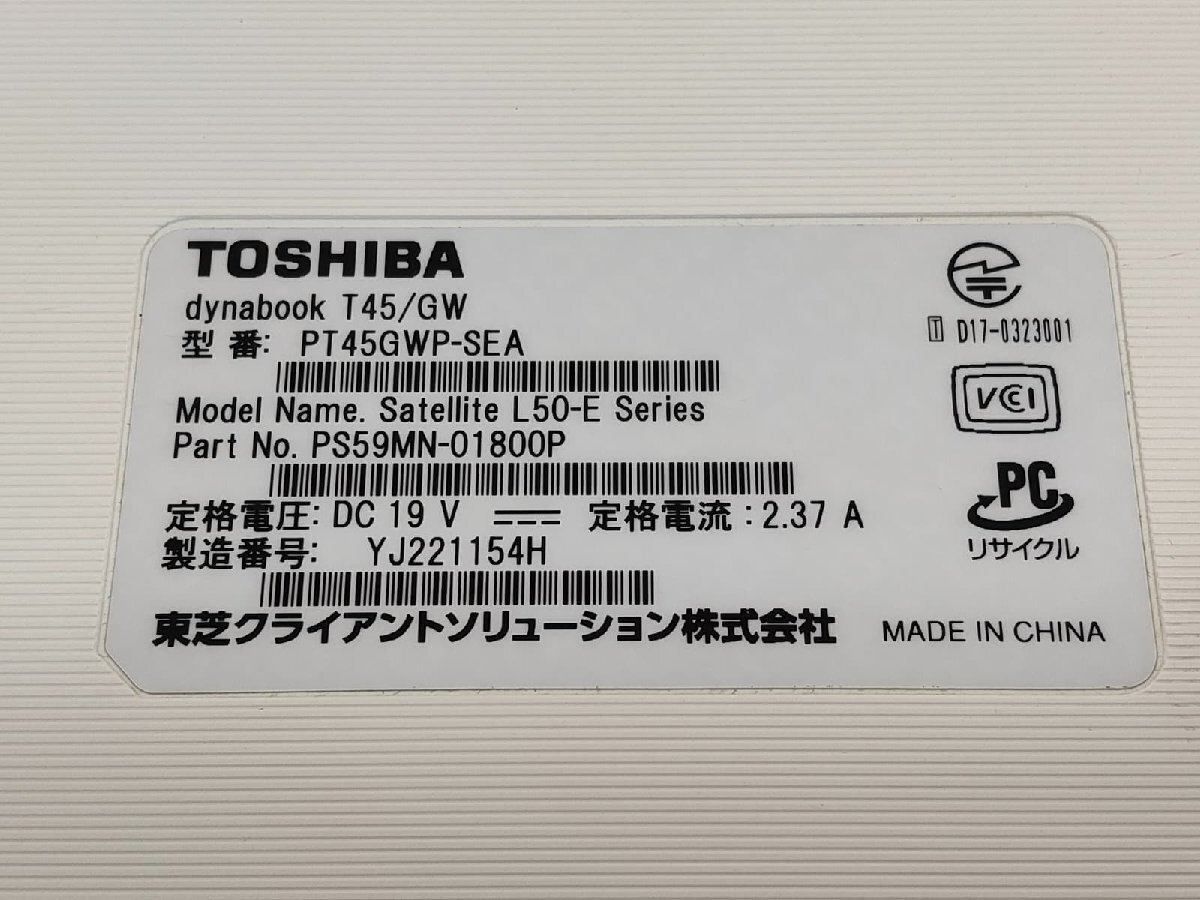 TOSHIBA
dynabook T45/GW
型 番: PT45GWP-SEA
Model Name. Satellite L50-E Series
Part No. PS59MN-01800P
定格電圧: DC 19 V 定格電流 : 2.37 A
製造番号: YJ221154H
東芝クライアントソリューション株式会社
MADE IN CHINA
T D17-0323001
VCCI
PC
リサイクル